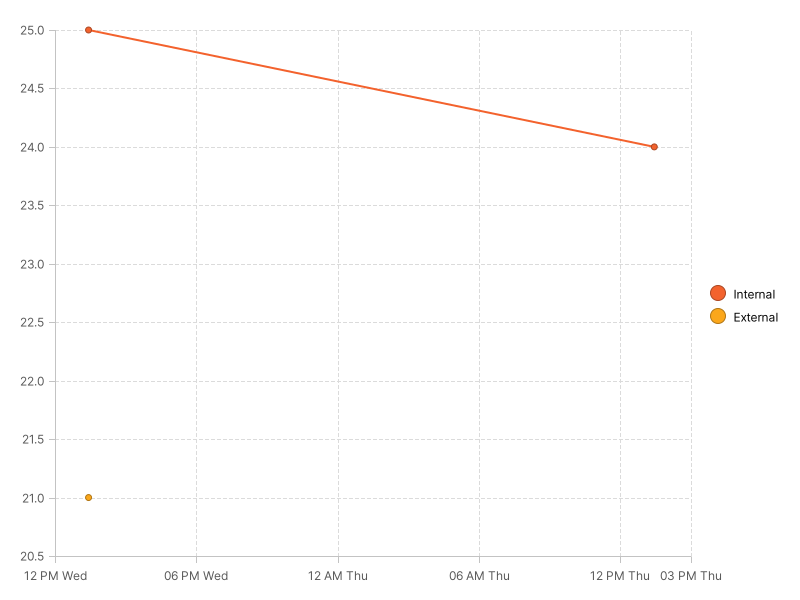 25.0
24.5
24.0
23.5
23.0
22.5
22.0
21.5
21.0
20.5
12 PM Wed
06 PM Wed
12 AM Thu
06 AM Thu
12 PM Thu
03 PM Thu
Internal
External